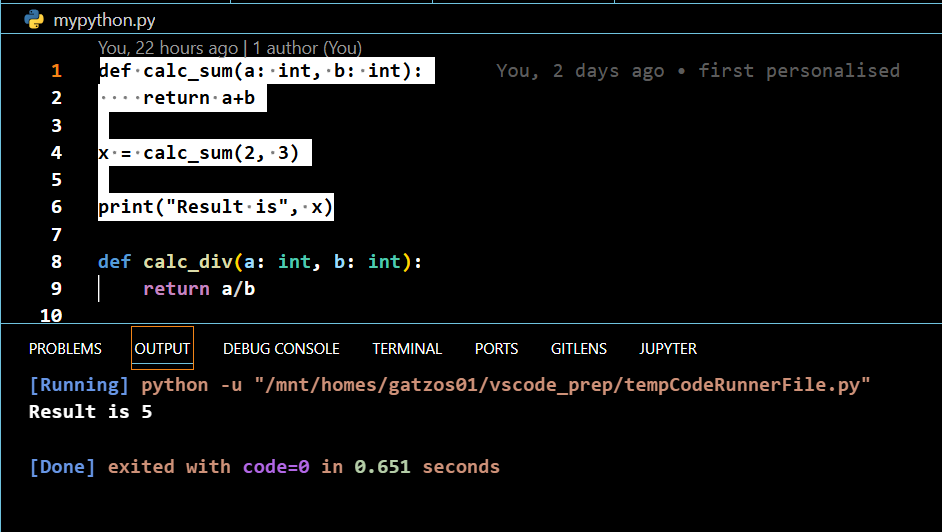 mypython.py
You, 22 hours ago | 1 author (You)
1 def calc_sum(a: int, b: int): You, 2 days ago • first personalised
2     return a+b
3
4 x = calc_sum(2, 3)
5
6 print("Result is", x)
7
8 def calc_div(a: int, b: int):
9     return a/b
10
PROBLEMS OUTPUT DEBUG CONSOLE TERMINAL PORTS GITLENS JUPYTER
[Running] python -u "/mnt/homes/gatzos01/vscode_prep/tempCodeRunnerFile.py"
Result is 5
[Done] exited with code=0 in 0.651 seconds